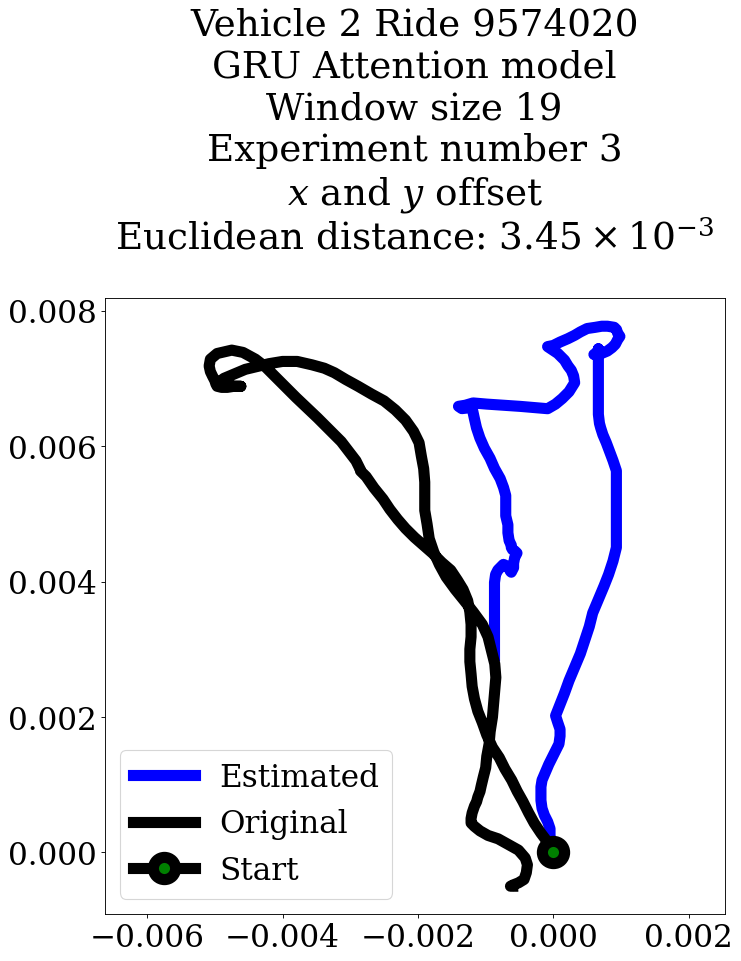 Vehicle 2 Ride 9574020
GRU Attention model
Window size 19
Experiment number 3
x and y offset
Euclidean distance: 3.45 × 10⁻³
0.008
0.006
0.004
0.002
0.000
Estimated
Original
Start
−0.006 −0.004 −0.002 0.000 0.002